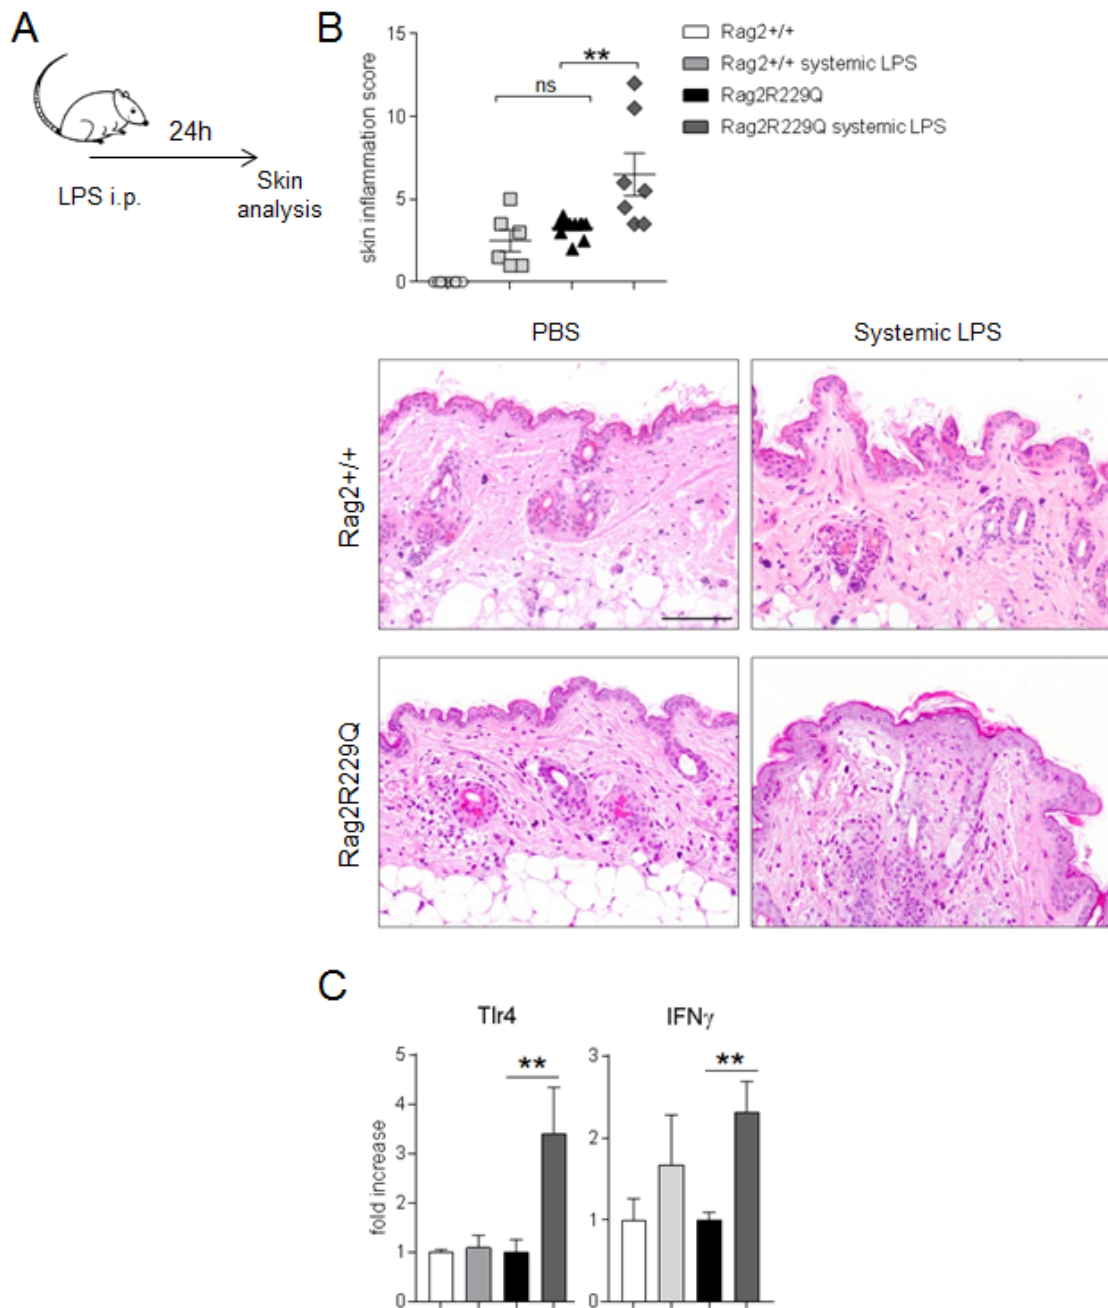 A
24h
LPS i.p.
Skin
analysis
B
skin inflammation score
15
10
5
0
ns
**
Rag2+/+
Rag2+/+ systemic LPS
Rag2R229Q
Rag2R229Q systemic LPS
PBS
Systemic LPS
Rag2+/+
Rag2R229Q
C
Tlr4
fold increase
5
4
3
2
1
0
**
IFNγ
3
2
1
0
**